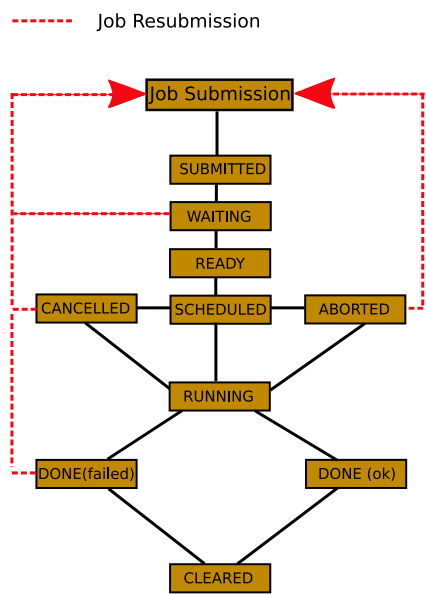 Job Resubmission
Job Submission
SUBMITTED
WAITING
READY
CANCELLED
SCHEDULED
ABORTED
RUNNING
DONE(failed)
DONE (ok)
CLEARED